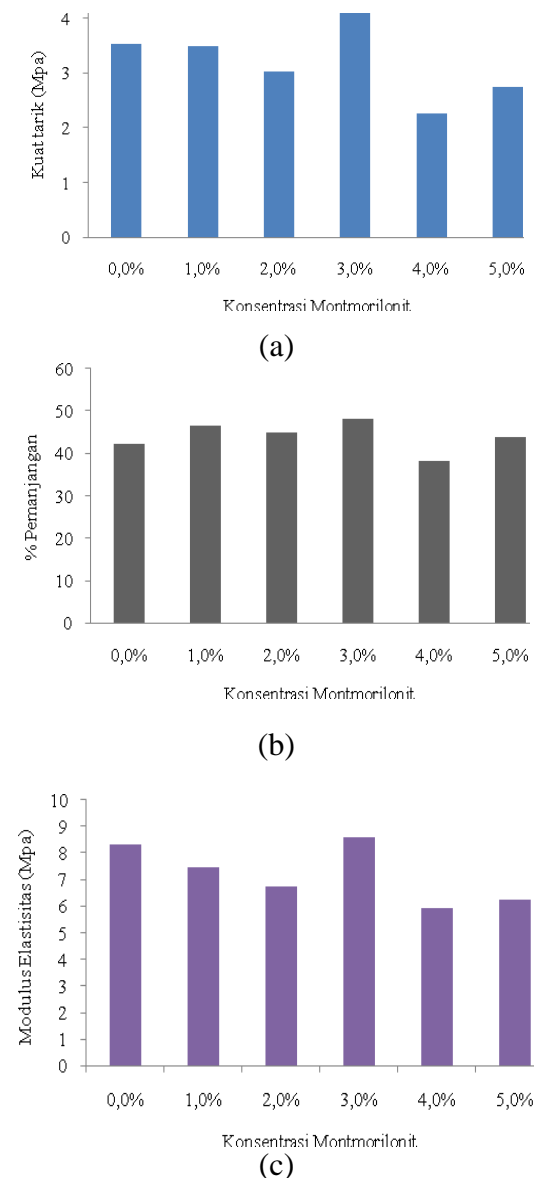 4
3
2
1
0
Kuat tarik (Mpa)
0,0% 1,0% 2,0% 3,0% 4,0% 5,0%
Konsentrasi Montmorilonit
(a)
60
50
40
30
20
10
0
% Pemanjangan
0,0% 1,0% 2,0% 3,0% 4,0% 5,0%
Konsentrasi Montmorilonit
(b)
10
9
8
7
6
5
4
3
2
1
0
Modulus Elastisitas (Mpa)
0,0% 1,0% 2,0% 3,0% 4,0% 5,0%
Konsentrasi Montmorilonit
(c)